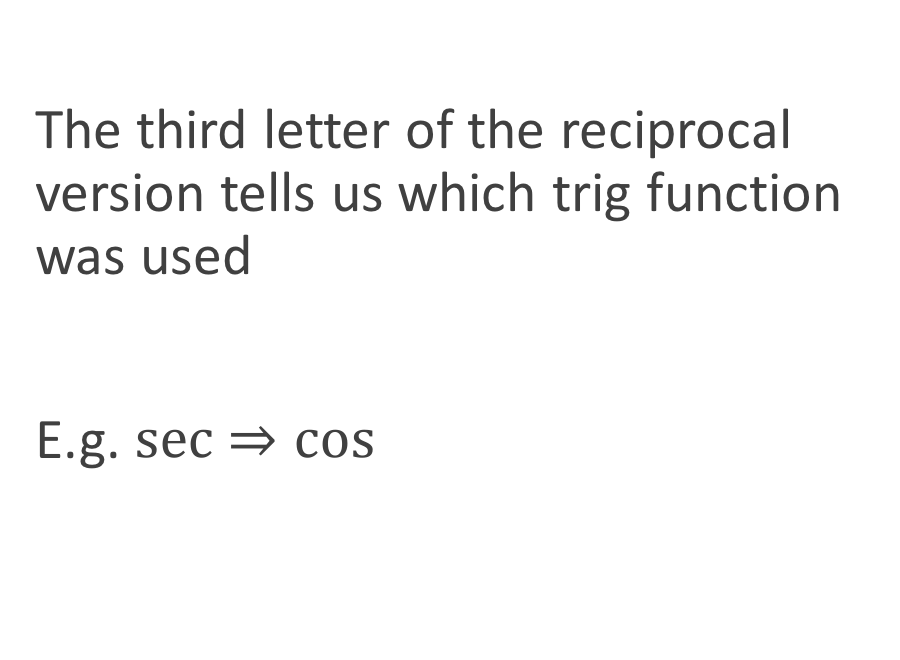 The third letter of the reciprocal
version tells us which trig function
was used
E.g. sec ⇒ cos